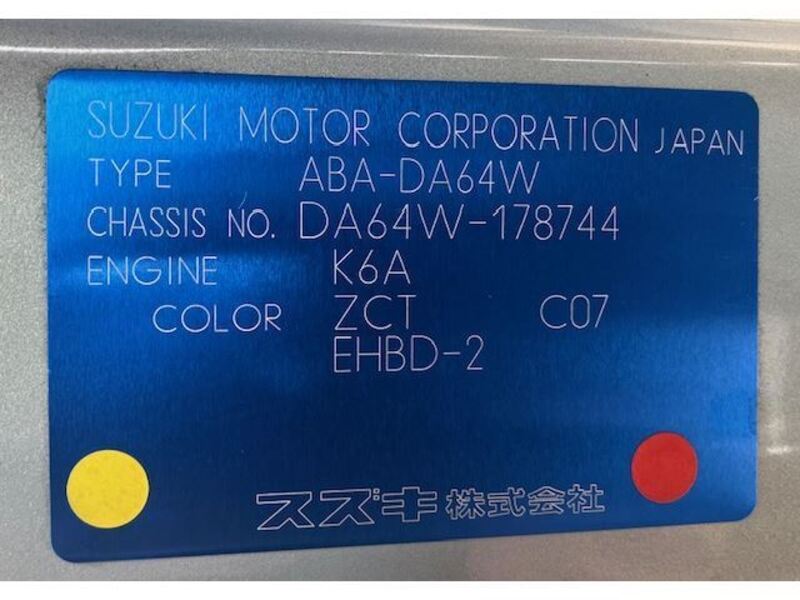 SUZUKI MOTOR CORPORATION JAPAN
TYPE ABA-DA64W
CHASSIS NO. DA64W-178744
ENGINE K6A
COLOR ZCT C07
EHBD-2
スズキ株式会社